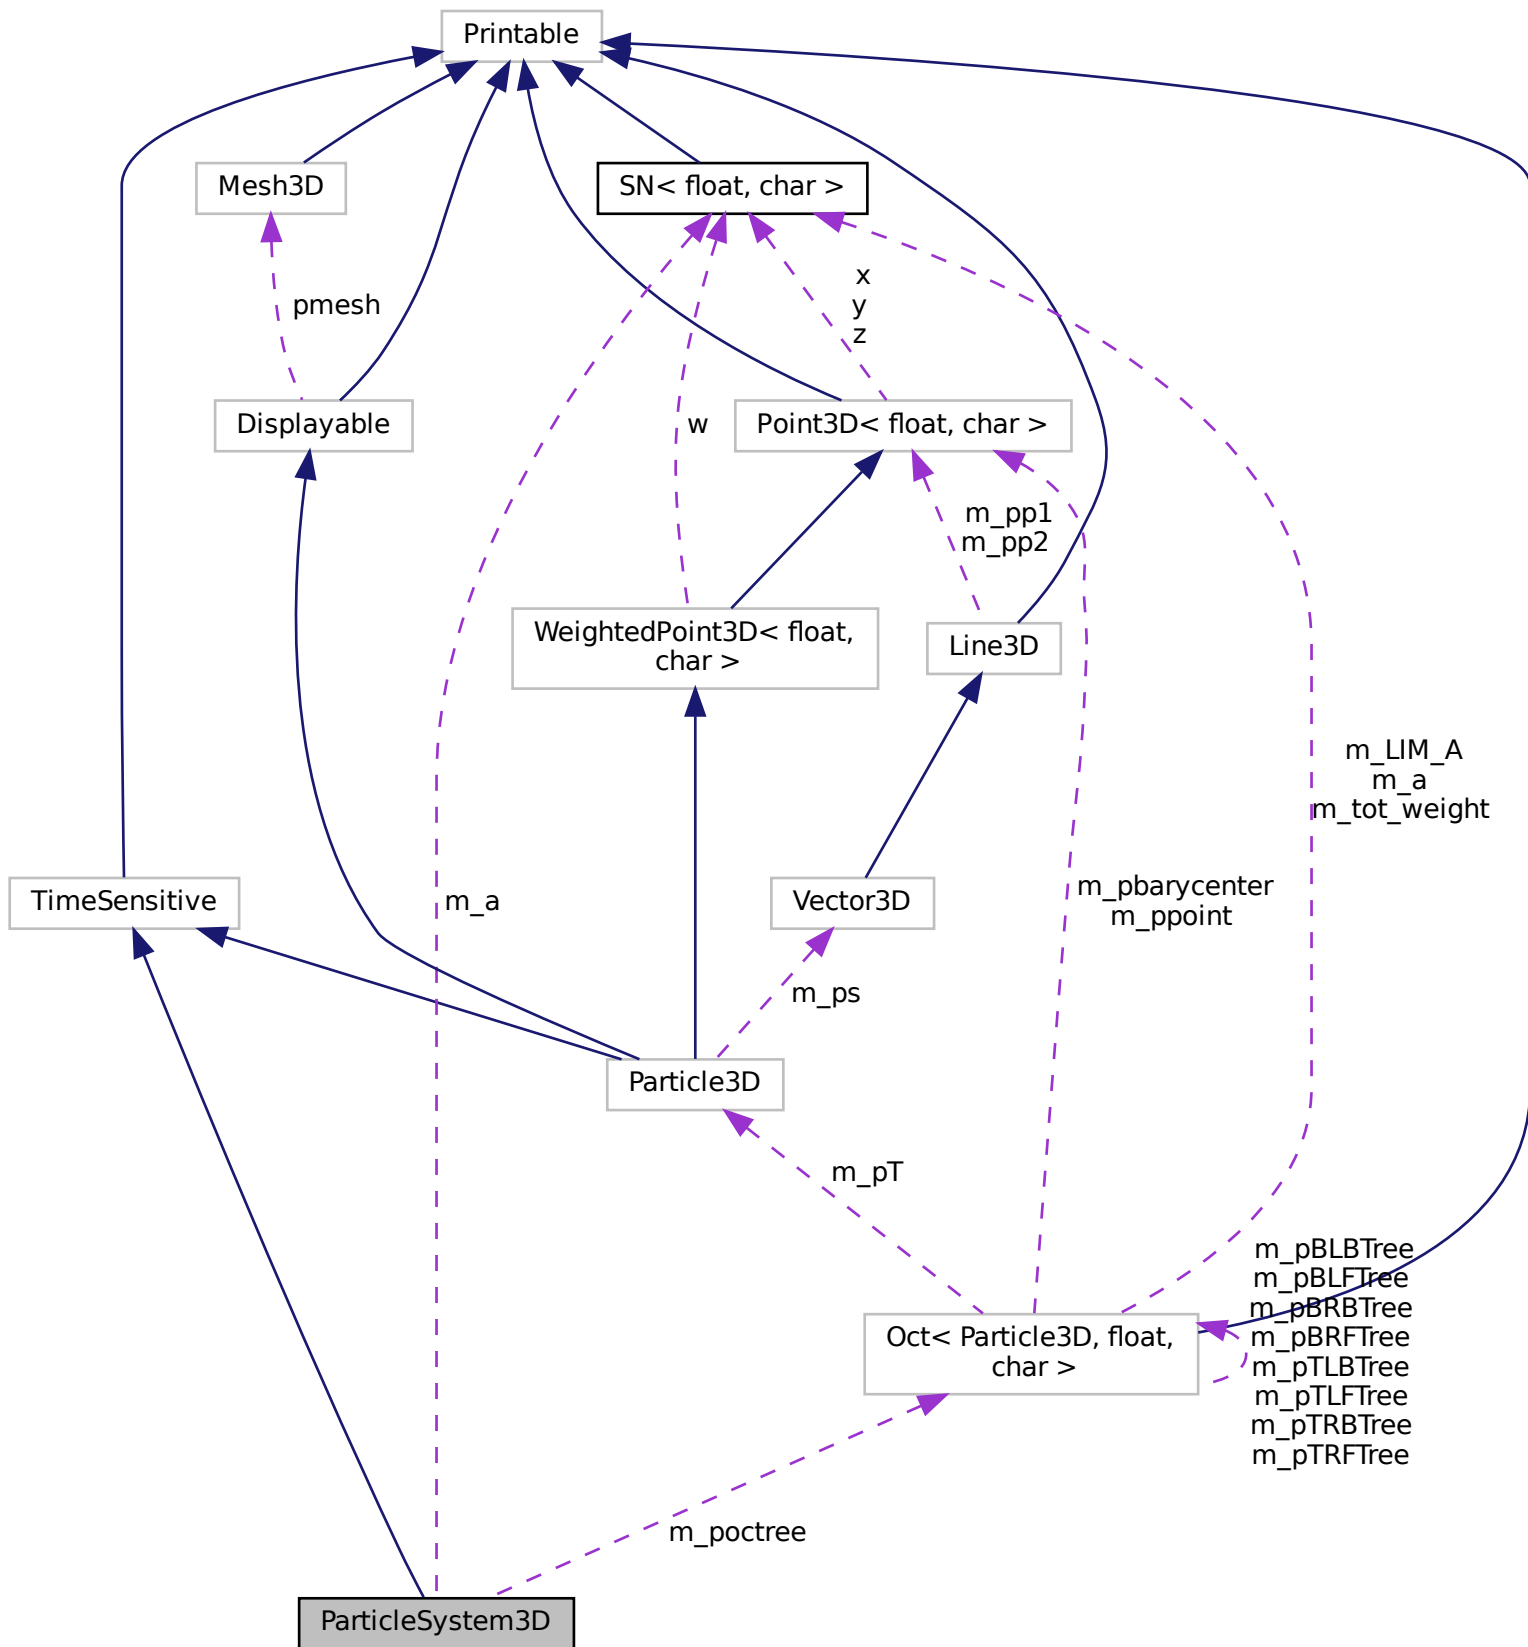 Printable
Mesh3D
SN< float, char >
x
y
z
pmesh
Displayable
w
Point3D< float, char >
m_pp1
m_pp2
WeightedPoint3D< float,
char >
Line3D
m_LIM_A
m_a
m_tot_weight
TimeSensitive
m_a
Vector3D
m_pbarycenter
m_ppoint
m_ps
Particle3D
m_pT
m_pBLBTree
m_pBLFTree
m_pBRBTree
m_pBRFTree
m_pTLBTree
m_pTLFTree
m_pTRBTree
m_pTRFTree
Oct< Particle3D, float,
char >
m_poctree
ParticleSystem3D